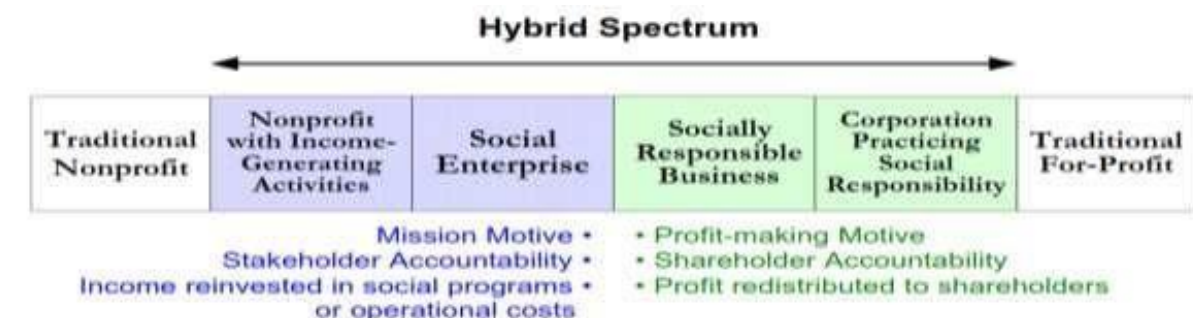 Hybrid Spectrum
Traditional
Nonprofit
Nonprofit
with Income-
Generating
Activities
Social
Enterprise
Socially
Responsible
Business
Corporation
Practicing
Social
Responsibility
Traditional
For-Profit
Mission Motive •
Stakeholder Accountability •
Income reinvested in social programs •
or operational costs
• Profit-making Motive
• Shareholder Accountability
• Profit redistributed to shareholders